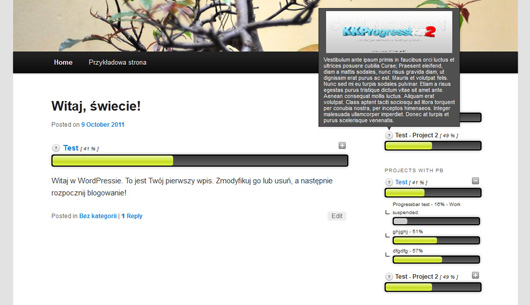 KKProgressbar2
Vestibulum ante ipsum primis in faucibus orci luctus et
ultrices posuere cubilia Curae; Praesent eleifend,
diam a mattis sodales, nunc risus gravida diam, ut
dignissim erat purus ac est. Mauris et volutpat felis.
Nunc sed mi eu turpis sodales pulvinar. Etiam a risus
egestas purus tristique dictum vitae sit amet ante.
Aenean consequat mollis luctus. Aliquam erat
volutpat. Class aptent taciti sociosqu ad litora torquent
per conubia nostra, per inceptos himenaeos. Integer
malesuada ullamcorper imperdiet. Donec at turpis et
purus scelerisque venenatis.
Home Przykładowa strona
Witaj, świecie!
Posted on 9 October 2011
? Test [ 41 % ] +
Witaj w WordPressie. To jest Twój pierwszy wpis. Zmodyfikuj go lub usuń, a następnie
rozpocznij blogowanie!
Posted in Bez kategorii | 1 Reply Edit
? Test - Project 2 [ 49 % ]
PROJECTS WITH PB
? Test [ 41 % ] −
Progressbar test - 16% - Work
suspended
ghjghj - 51%
dfgdfg - 57%
? Test - Project 2 [ 49 % ] +